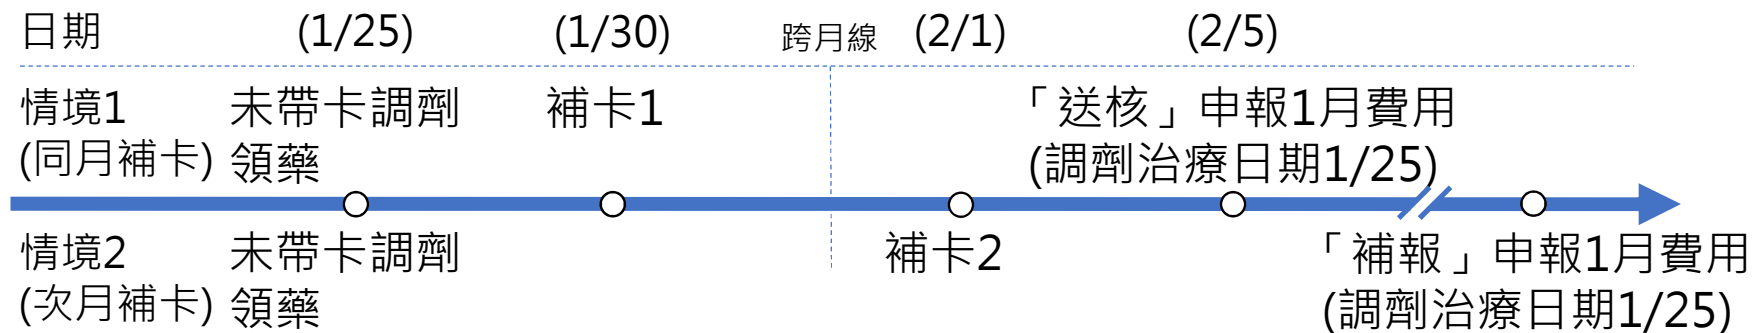 日期 (1/25) (1/30) 跨月線 (2/1) (2/5)
情境1 未帶卡調劑 補卡1 「送核」申報1月費用
(同月補卡) 領藥 (調劑治療日期1/25)
情境2 未帶卡調劑 補卡2 「補報」申報1月費用
(次月補卡) 領藥 (調劑治療日期1/25)